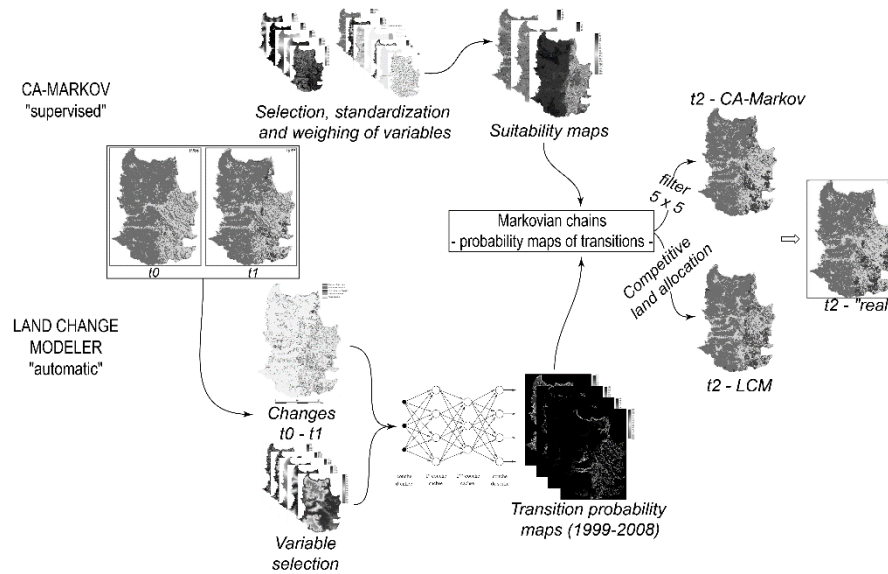 CA-MARKOV
"supervised"
Selection, standardization
and weighing of variables
Suitability maps
t2 - CA-Markov
filter
5 x 5
Markovian chains
- probability maps of transitions -
Competitive
land allocation
t0
t1
t2 - "real
t2 - LCM
LAND CHANGE
MODELER
"automatic"
Changes
t0 - t1
Variable
selection
Transition probability
maps (1999-2008)